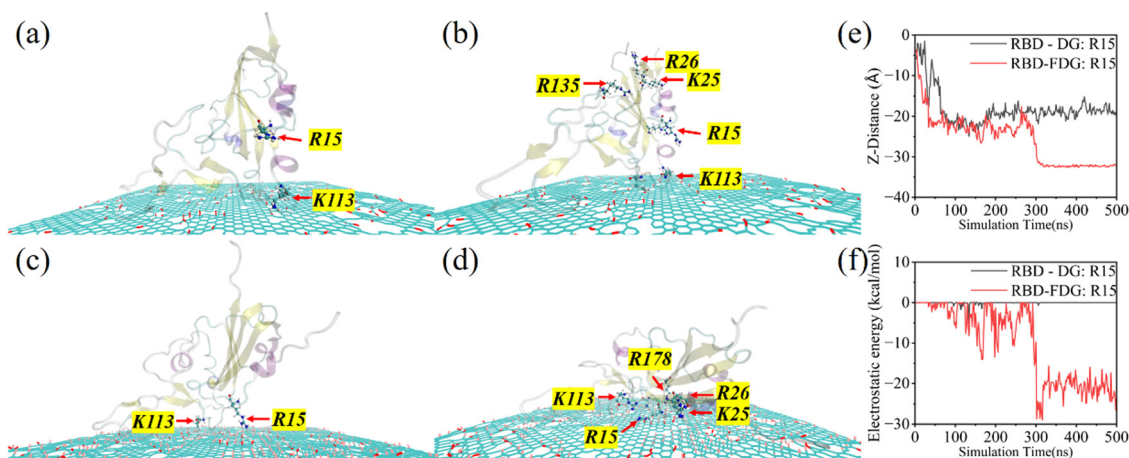 (a)
R15
K113
(b)
R26
R135
K25
R15
K113
(e)
0
−10
−20
−30
−40
Z-Distance (Å)
RBD - DG: R15
RBD-FDG: R15
0 100 200 300 400 500
Simulation Time(ns)
(c)
K113
R15
(d)
R178
K113
R26
K25
R15
(f)
10
0
−10
−20
−30
Electrostatic energy (kcal/mol)
RBD - DG: R15
RBD-FDG: R15
0 100 200 300 400 500
Simulation Time(ns)